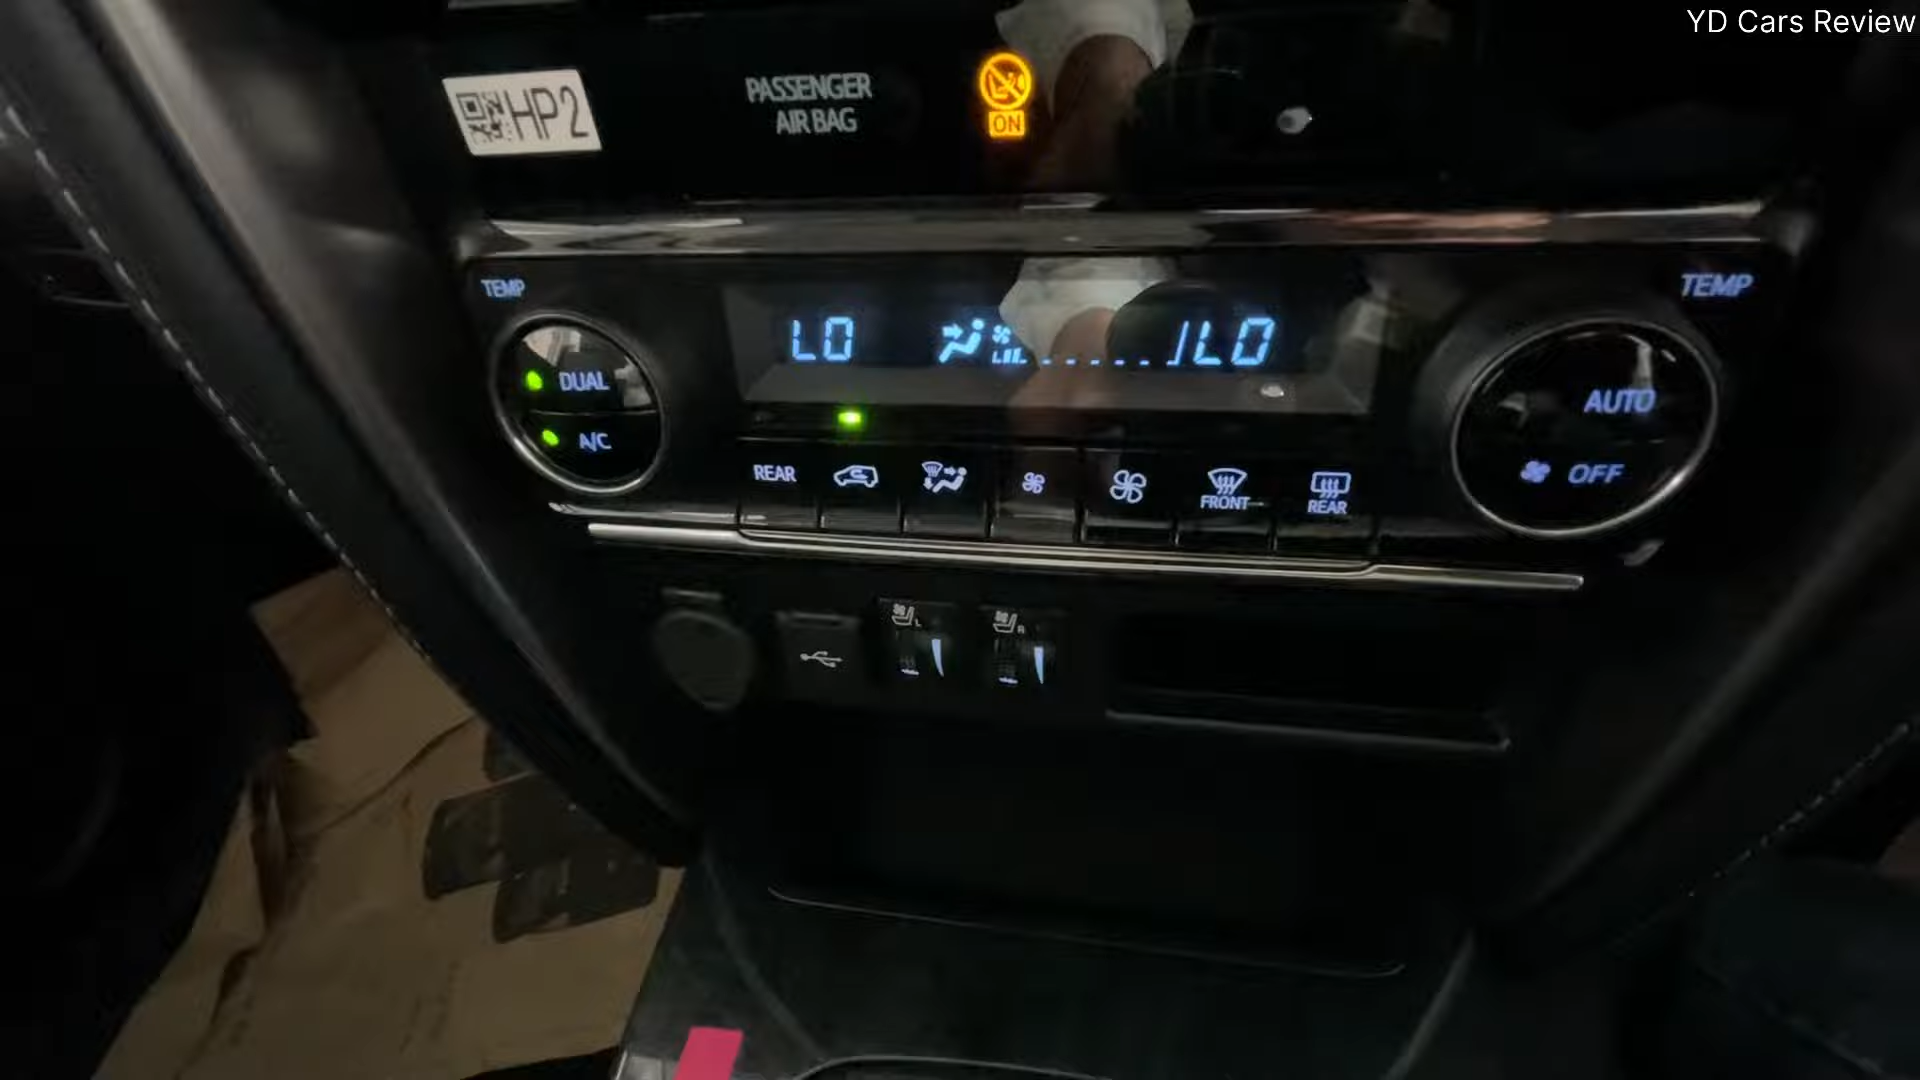 YD Cars Review
HP2
PASSENGER
AIR BAG
ON
TEMP
TEMP
LO
LO
DUAL
A/C
AUTO
OFF
REAR
FRONT
REAR
L
R